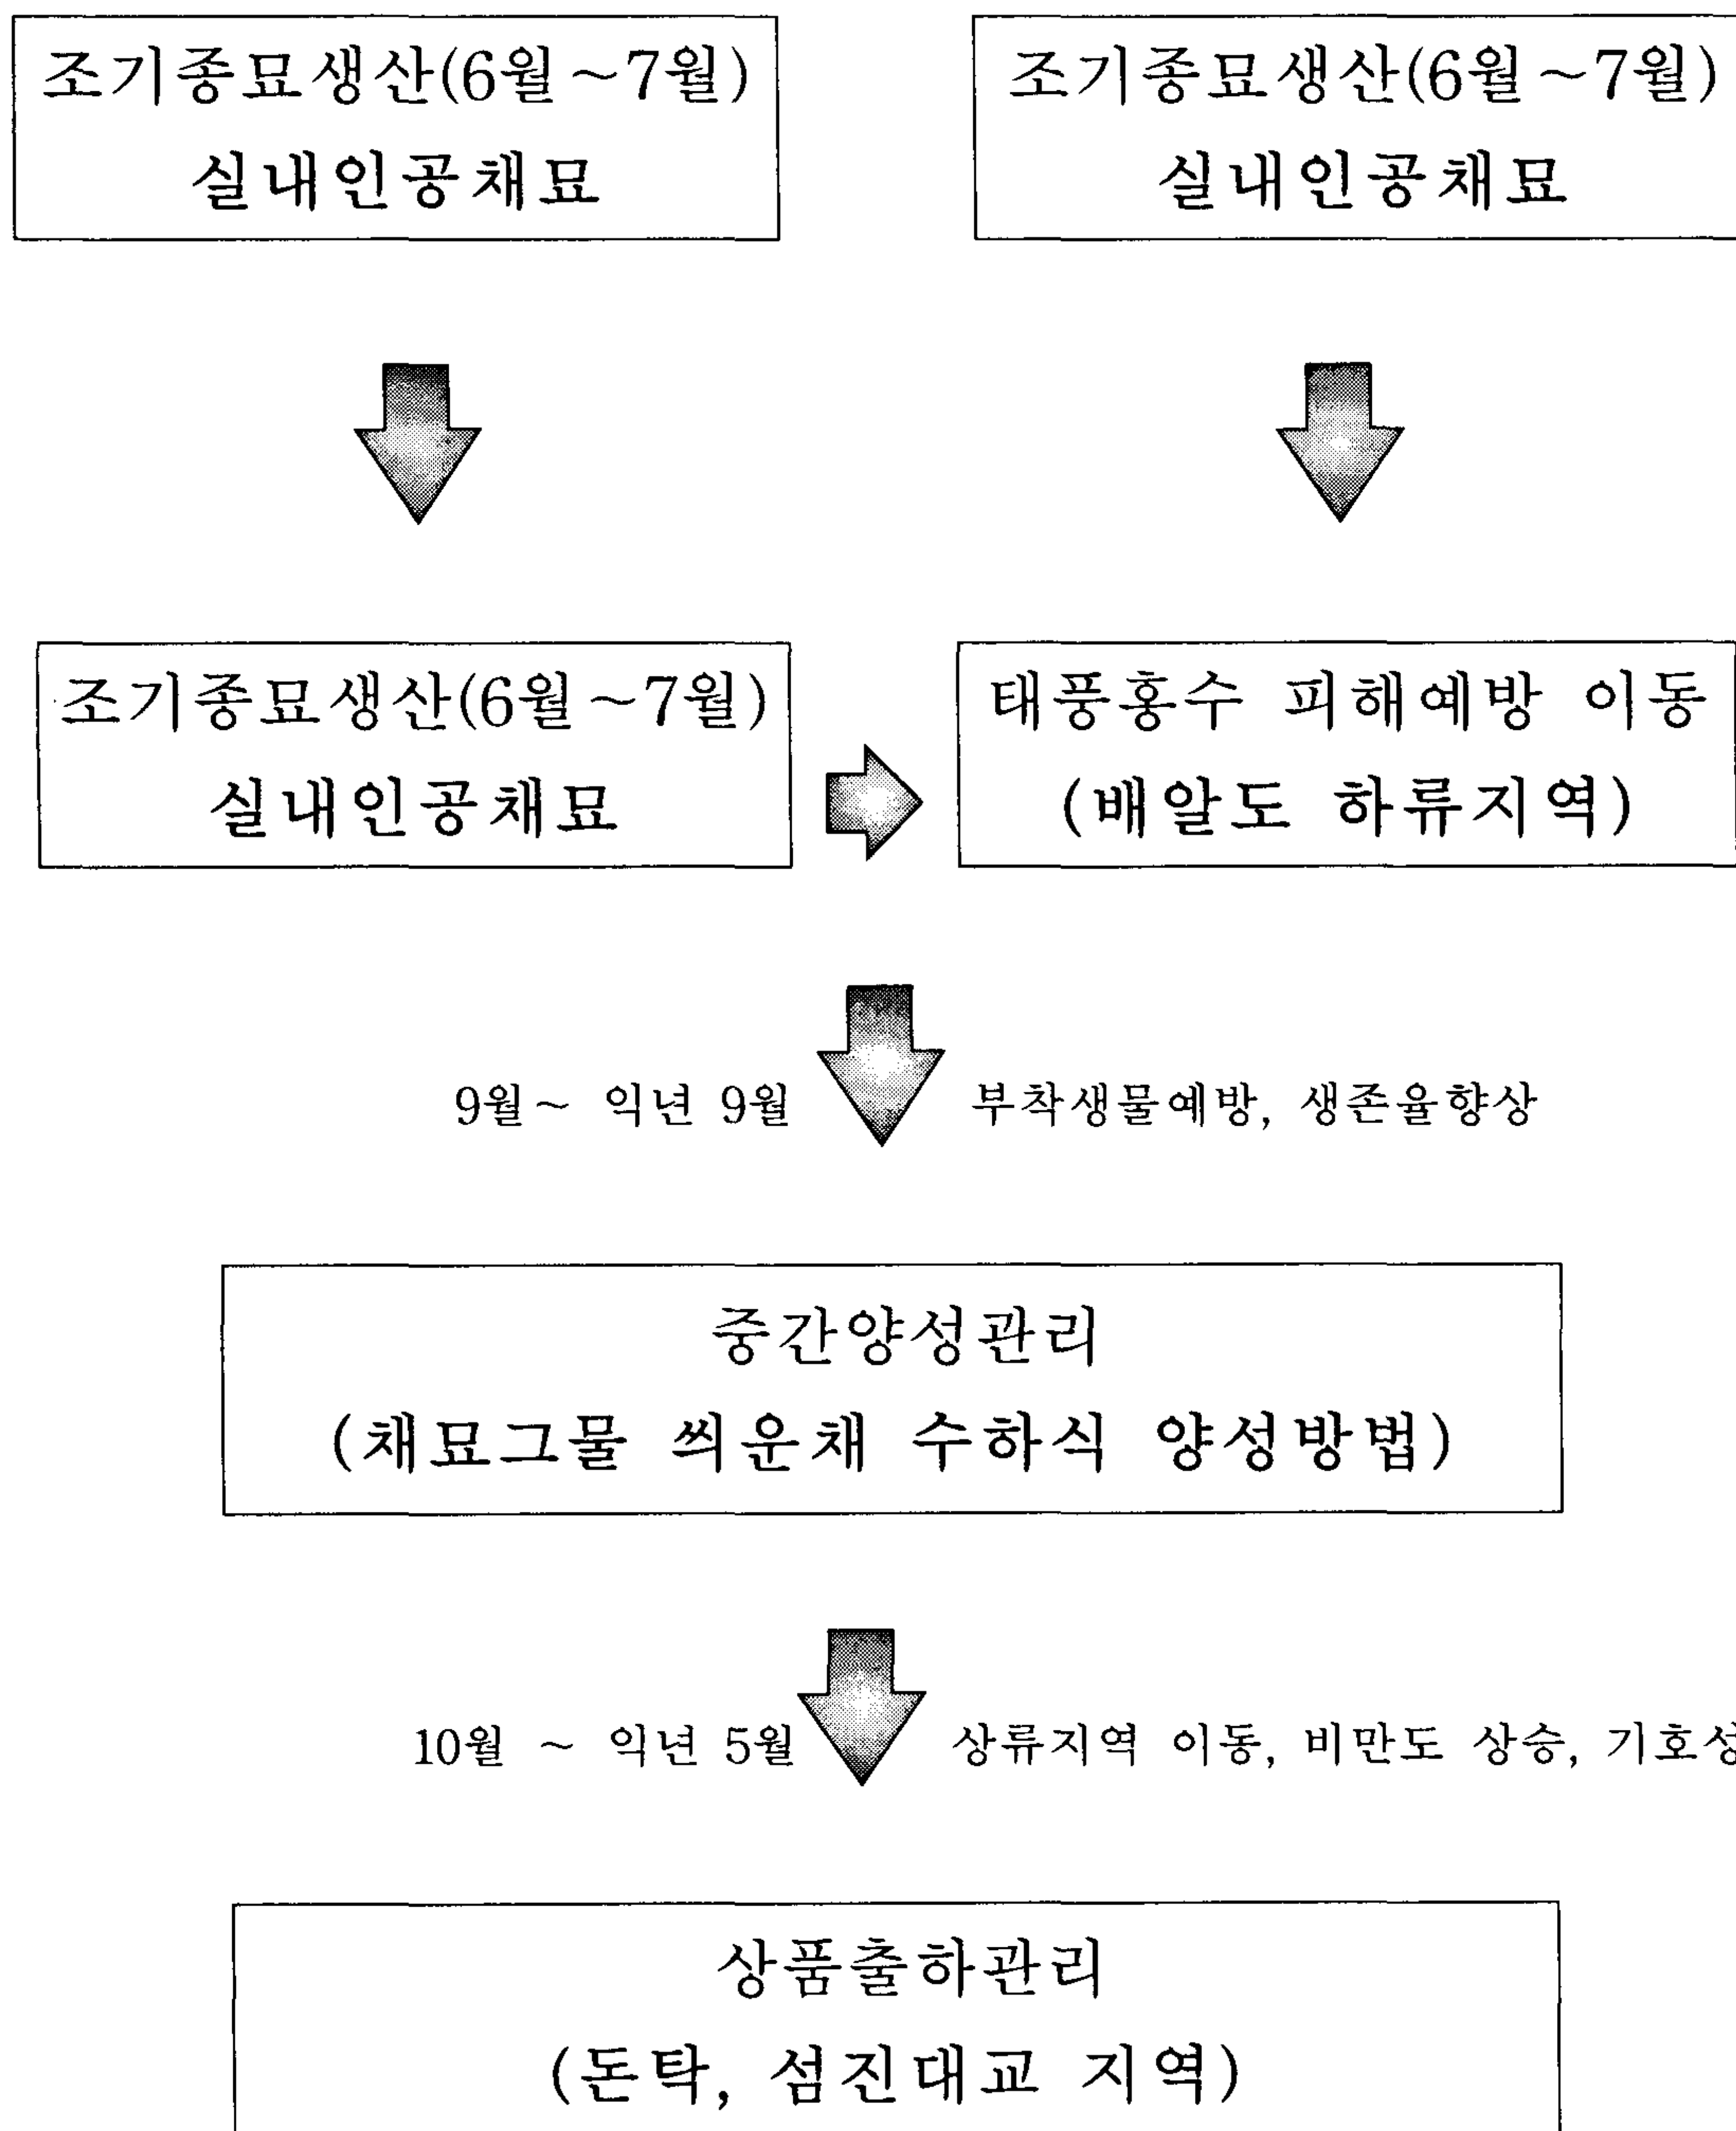 조기종묘생산(6월~7월)
실내인공채묘
조기종묘생산(6월~7월)
실내인공채묘
조기종묘생산(6월~7월)
실내인공채묘
태풍홍수 피해예방 이동
(배알도 하류지역)
9월~ 익년 9월
부착생물예방, 생존율향상
중간양성관리
(채묘그물 씌운채 수하식 양성방법)
10월 ~ 익년 5월
상류지역 이동, 비만도 상승, 기호성
상품출하관리
(돈탁, 섬진대교 지역)